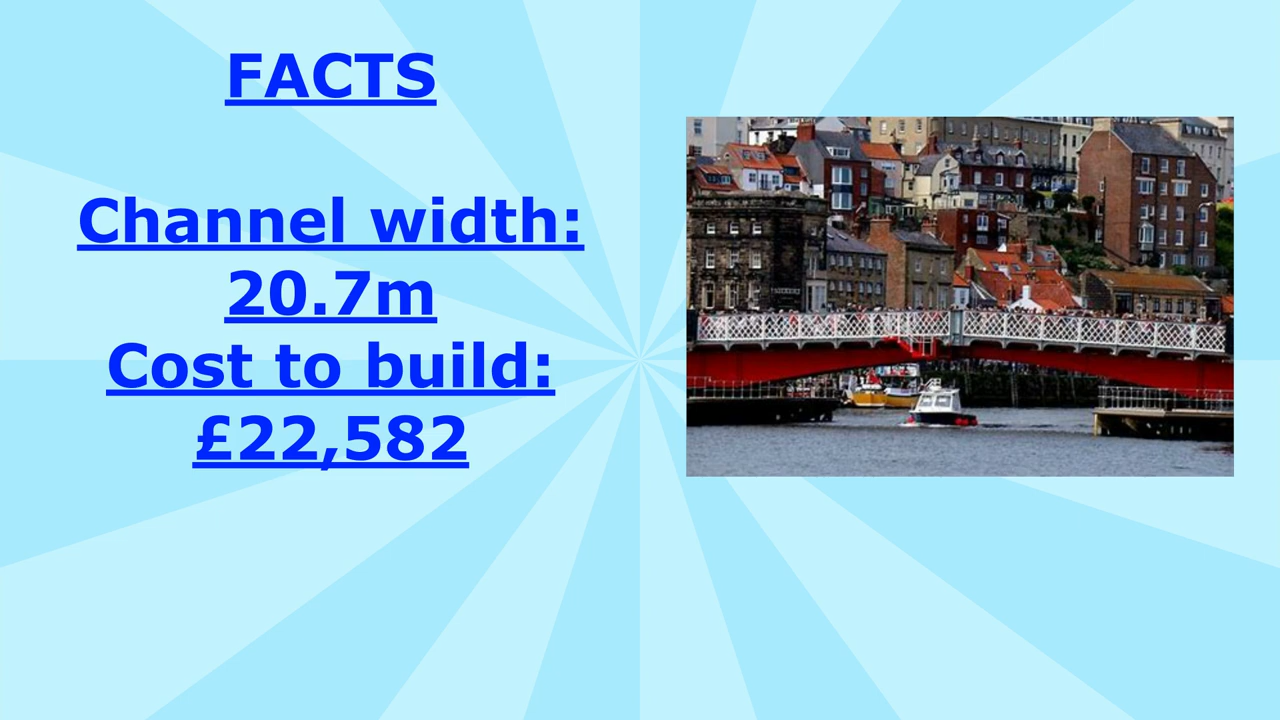 FACTS
Channel width:
20.7m
Cost to build:
£22,582